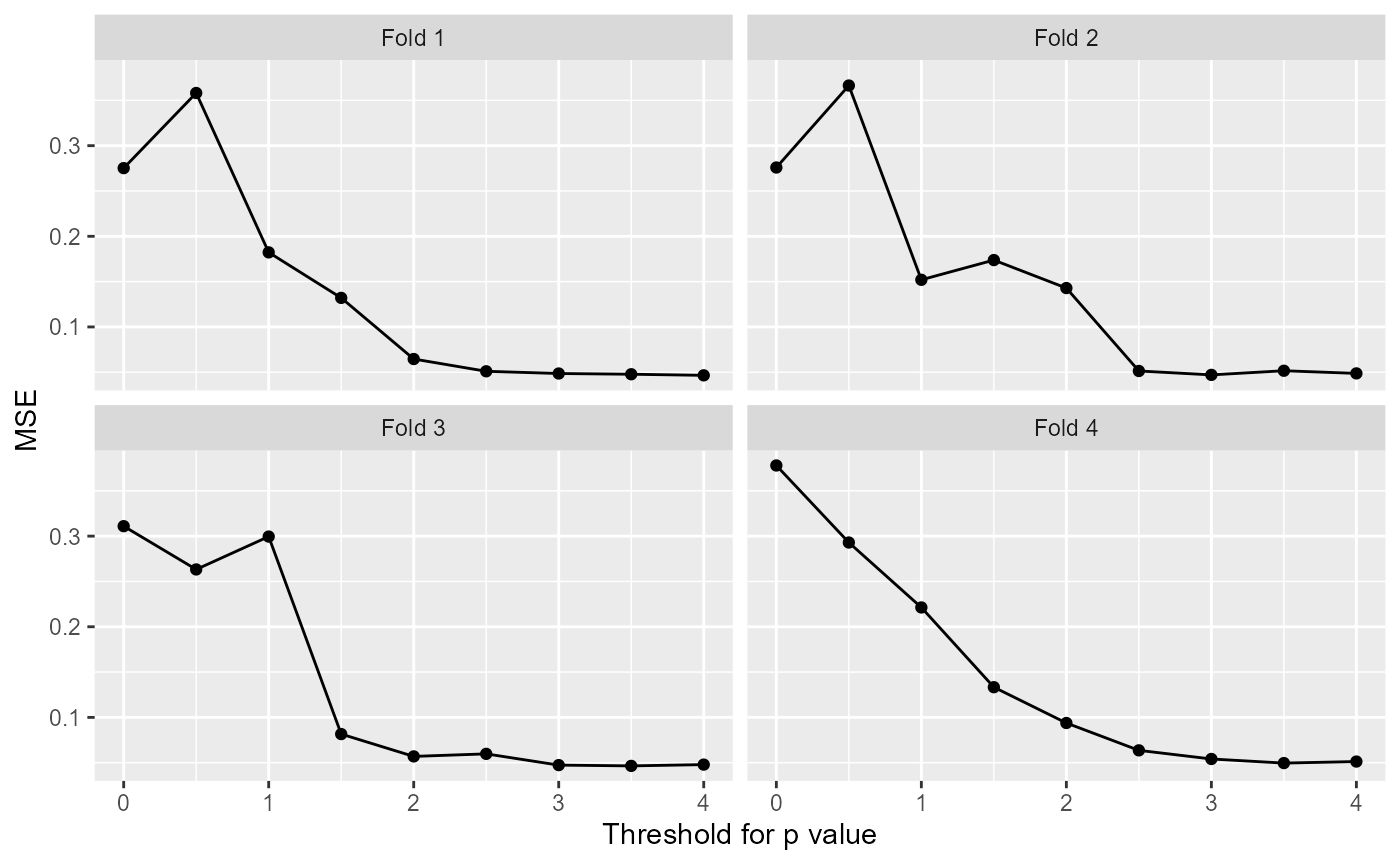 Fold 1
Fold 2
0.3
0.2
0.1
MSE
Fold 3
Fold 4
0.3
0.2
0.1
0 1 2 3 4
0 1 2 3 4
Threshold for p value